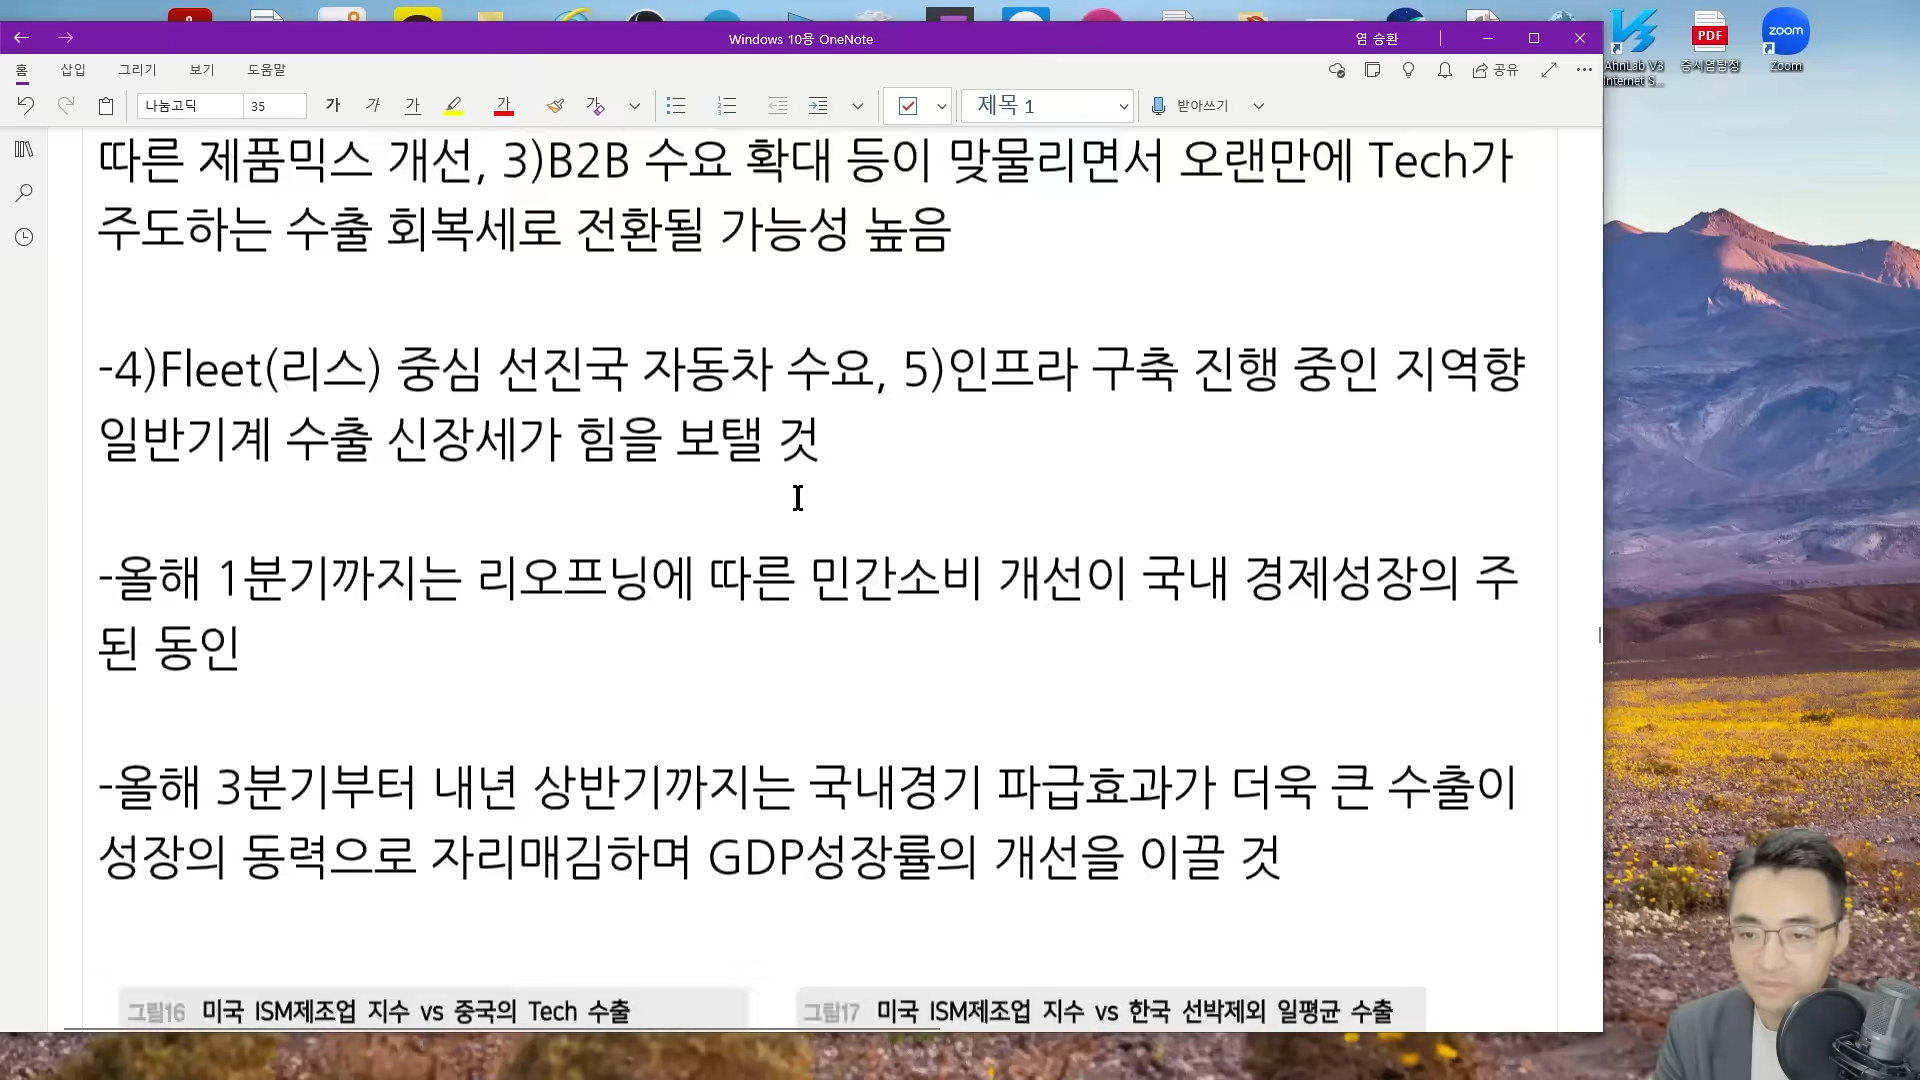 Windows 10용 OneNote
염 승환
홈 삽입 그리기 보기 도움말
공유
나눔고딕 35 가 가 가 가 가 제목 1 받아쓰기
따른 제품믹스 개선, 3)B2B 수요 확대 등이 맞물리면서 오랜만에 Tech가
주도하는 수출 회복세로 전환될 가능성 높음
-4)Fleet(리스) 중심 선진국 자동차 수요, 5)인프라 구축 진행 중인 지역향
일반기계 수출 신장세가 힘을 보탤 것
-올해 1분기까지는 리오프닝에 따른 민간소비 개선이 국내 경제성장의 주
된 동인
-올해 3분기부터 내년 상반기까지는 국내경기 파급효과가 더욱 큰 수출이
성장의 동력으로 자리매김하며 GDP성장률의 개선을 이끌 것
그림16 미국 ISM제조업 지수 vs 중국의 Tech 수출
그림17 미국 ISM제조업 지수 vs 한국 선박제외 일평균 수출
AhnLab V3
Internet S...
PDF
증시염탐정
zoom
Zoom